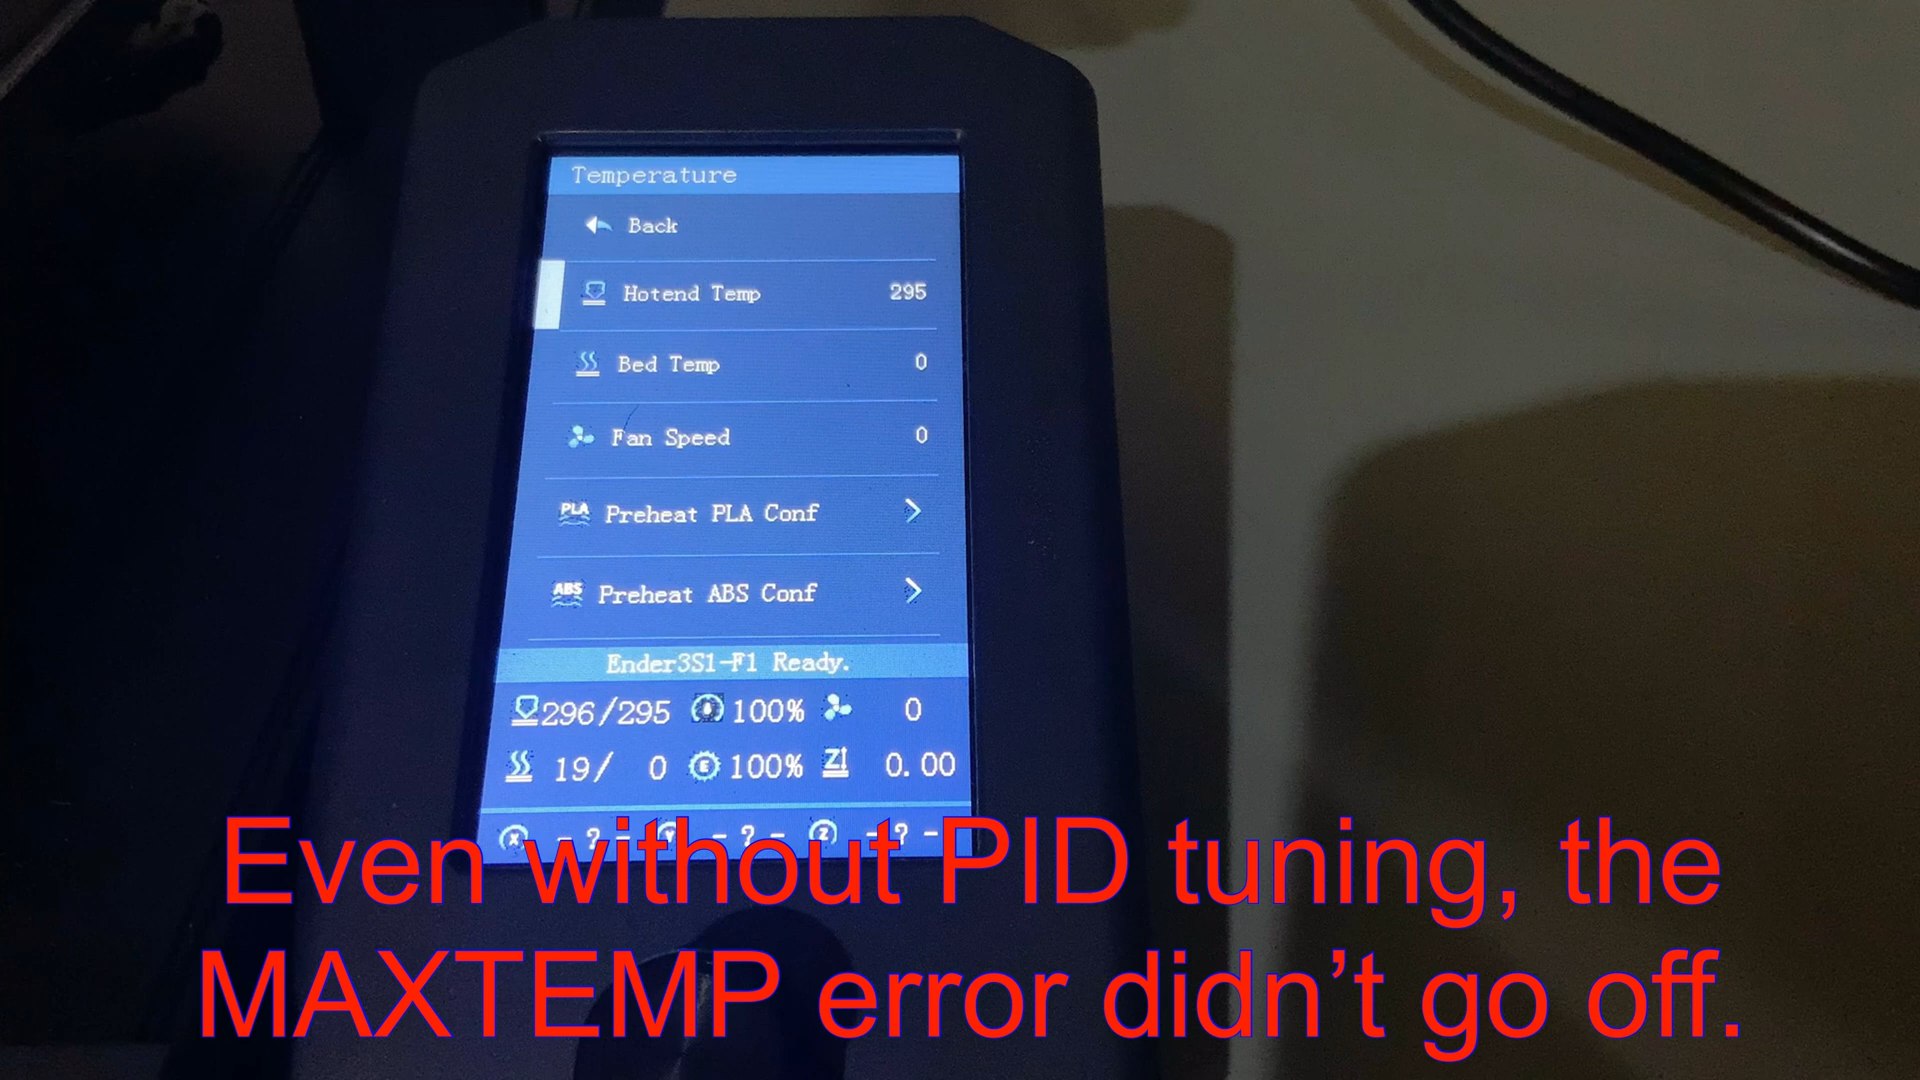 Temperature
Back
Hotend Temp 295
Bed Temp 0
Fan Speed 0
PLA Preheat PLA Conf
ABS Preheat ABS Conf
Ender3S1-F1 Ready.
296/295 100% 0
19/ 0 E 100% Z 0.00
X - ? - Y - ? - Z - ? -
Even without PID tuning, the
MAXTEMP error didn’t go off.